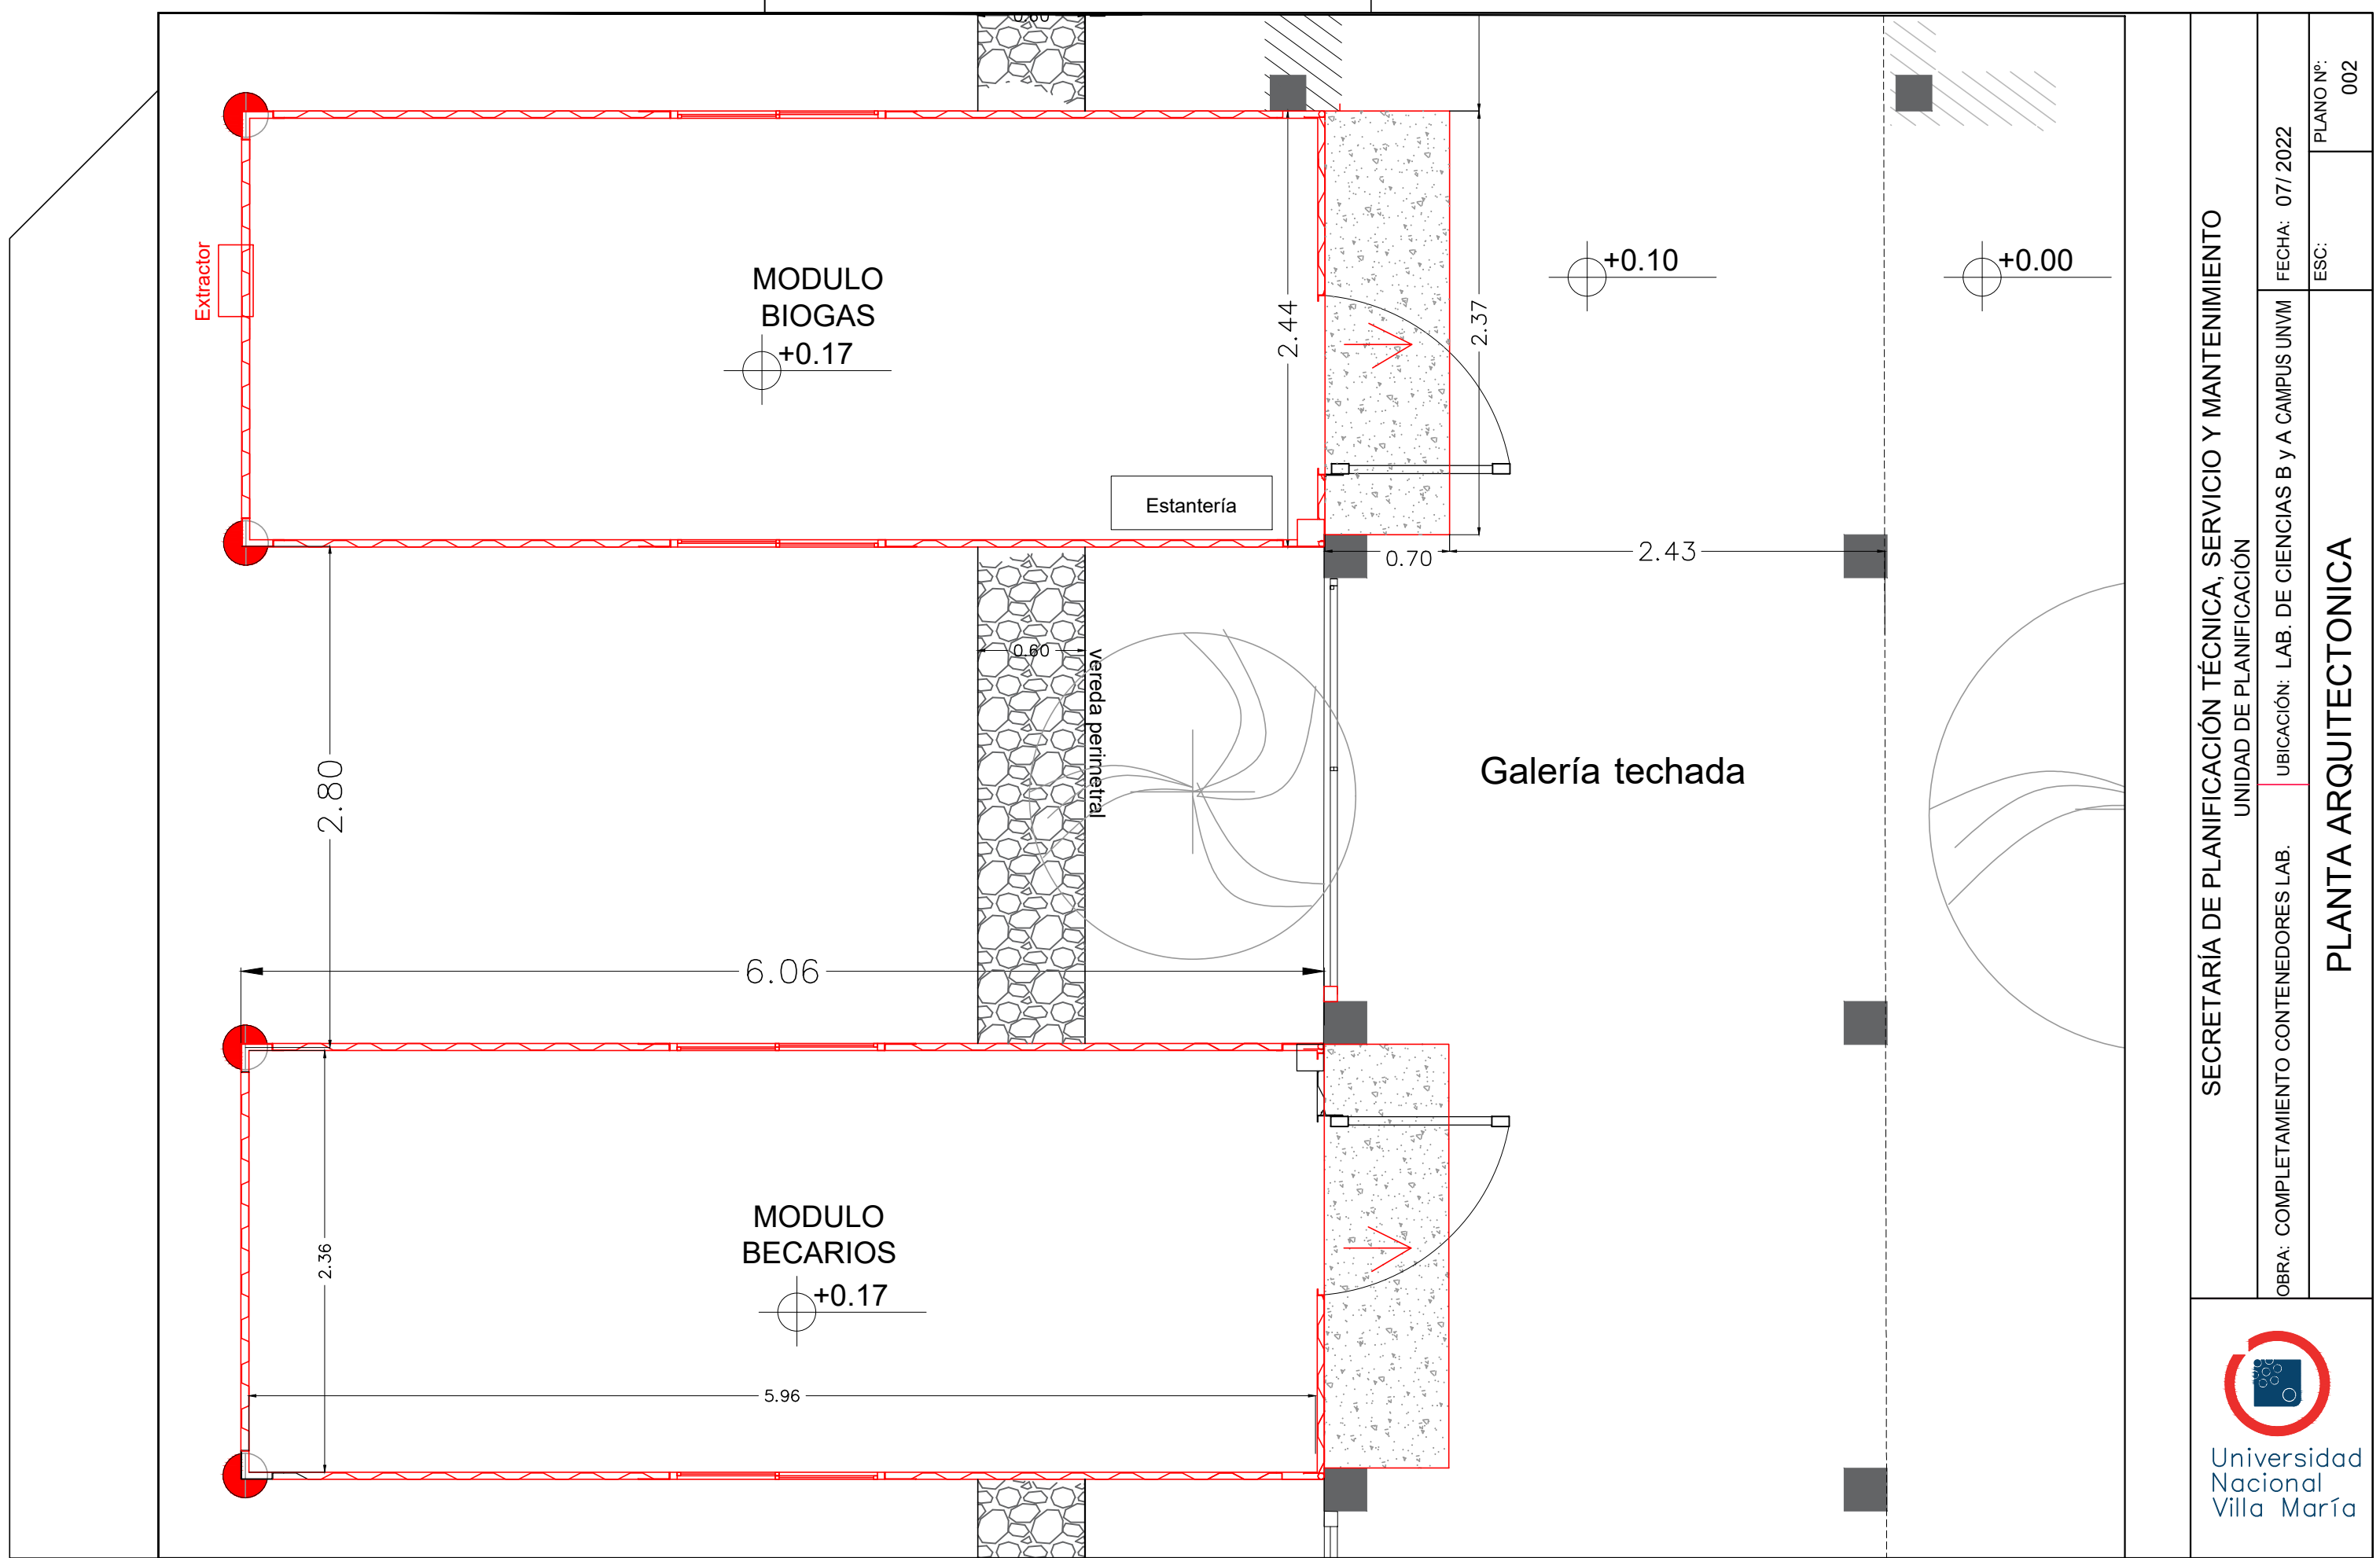 0.60
Extractor
MODULO
BIOGAS
+0.17
2.44
2.37
+0.10
+0.00
Estantería
0.70
2.43
2.80
0.60
vereda perimetral
Galería techada
6.06
2.36
MODULO
BECARIOS
+0.17
5.96
SECRETARÍA DE PLANIFICACIÓN TÉCNICA, SERVICIO Y MANTENIMIENTO
UNIDAD DE PLANIFICACIÓN
OBRA: COMPLETAMIENTO CONTENEDORES LAB.
UBICACIÓN: LAB. DE CIENCIAS B y A CAMPUS UNVM
FECHA: 07/ 2022
PLANTA ARQUITECTONICA
ESC:
PLANO Nº:
002
Universidad
Nacional
Villa María